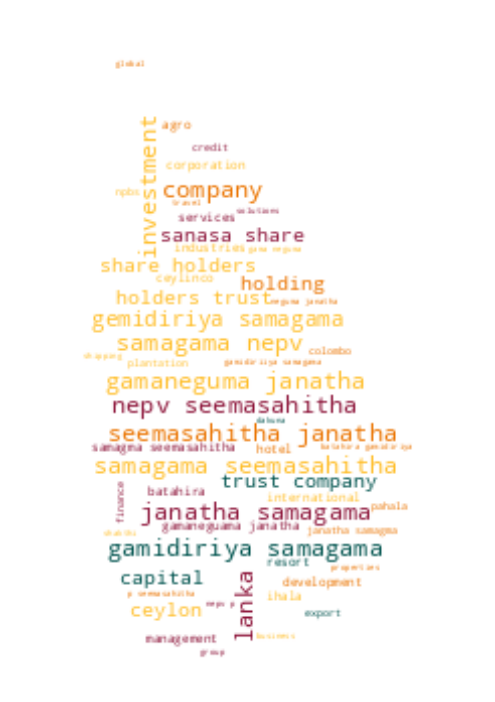 global
investment
agro
credit
corporation
npbs
company
travel
solutions
services
sanasa share
industries
gama neguma
share holders
ceylinco
holding
holders trust
neguma janatha
gemidiriya samagama
samagama nepv
colombo
shipping
plantation
gamidiriya samagama
gamaneguma janatha
nepv seemasahitha
dakuna
seemasahitha janatha
samagma seemasahitha
hotel
batahira gamidiriya
samagama seemasahitha
trust company
finance
batahira
international
janatha samagama
pahala
gamaneguama janatha
janatha samagma
gamidiriya samagama
resort
properties
capital
development
p seemasahitha
lanka
ihala
nepv p
ceylon
export
management
business
group